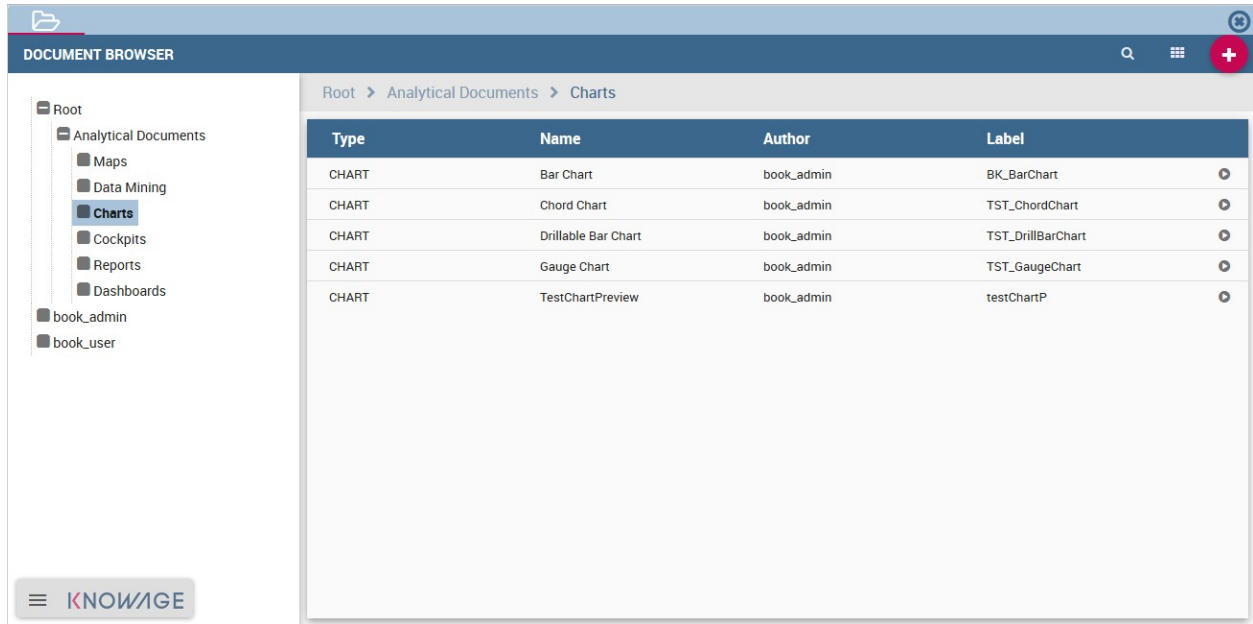 DOCUMENT BROWSER
Root
Analytical Documents
Maps
Data Mining
Charts
Cockpits
Reports
Dashboards
book_admin
book_user
KNOWAGE
Root > Analytical Documents > Charts
Type Name Author Label
CHART Bar Chart book_admin BK_BarChart
CHART Chord Chart book_admin TST_ChordChart
CHART Drillable Bar Chart book_admin TST_DrillBarChart
CHART Gauge Chart book_admin TST_GaugeChart
CHART TestChartPreview book_admin testChartP